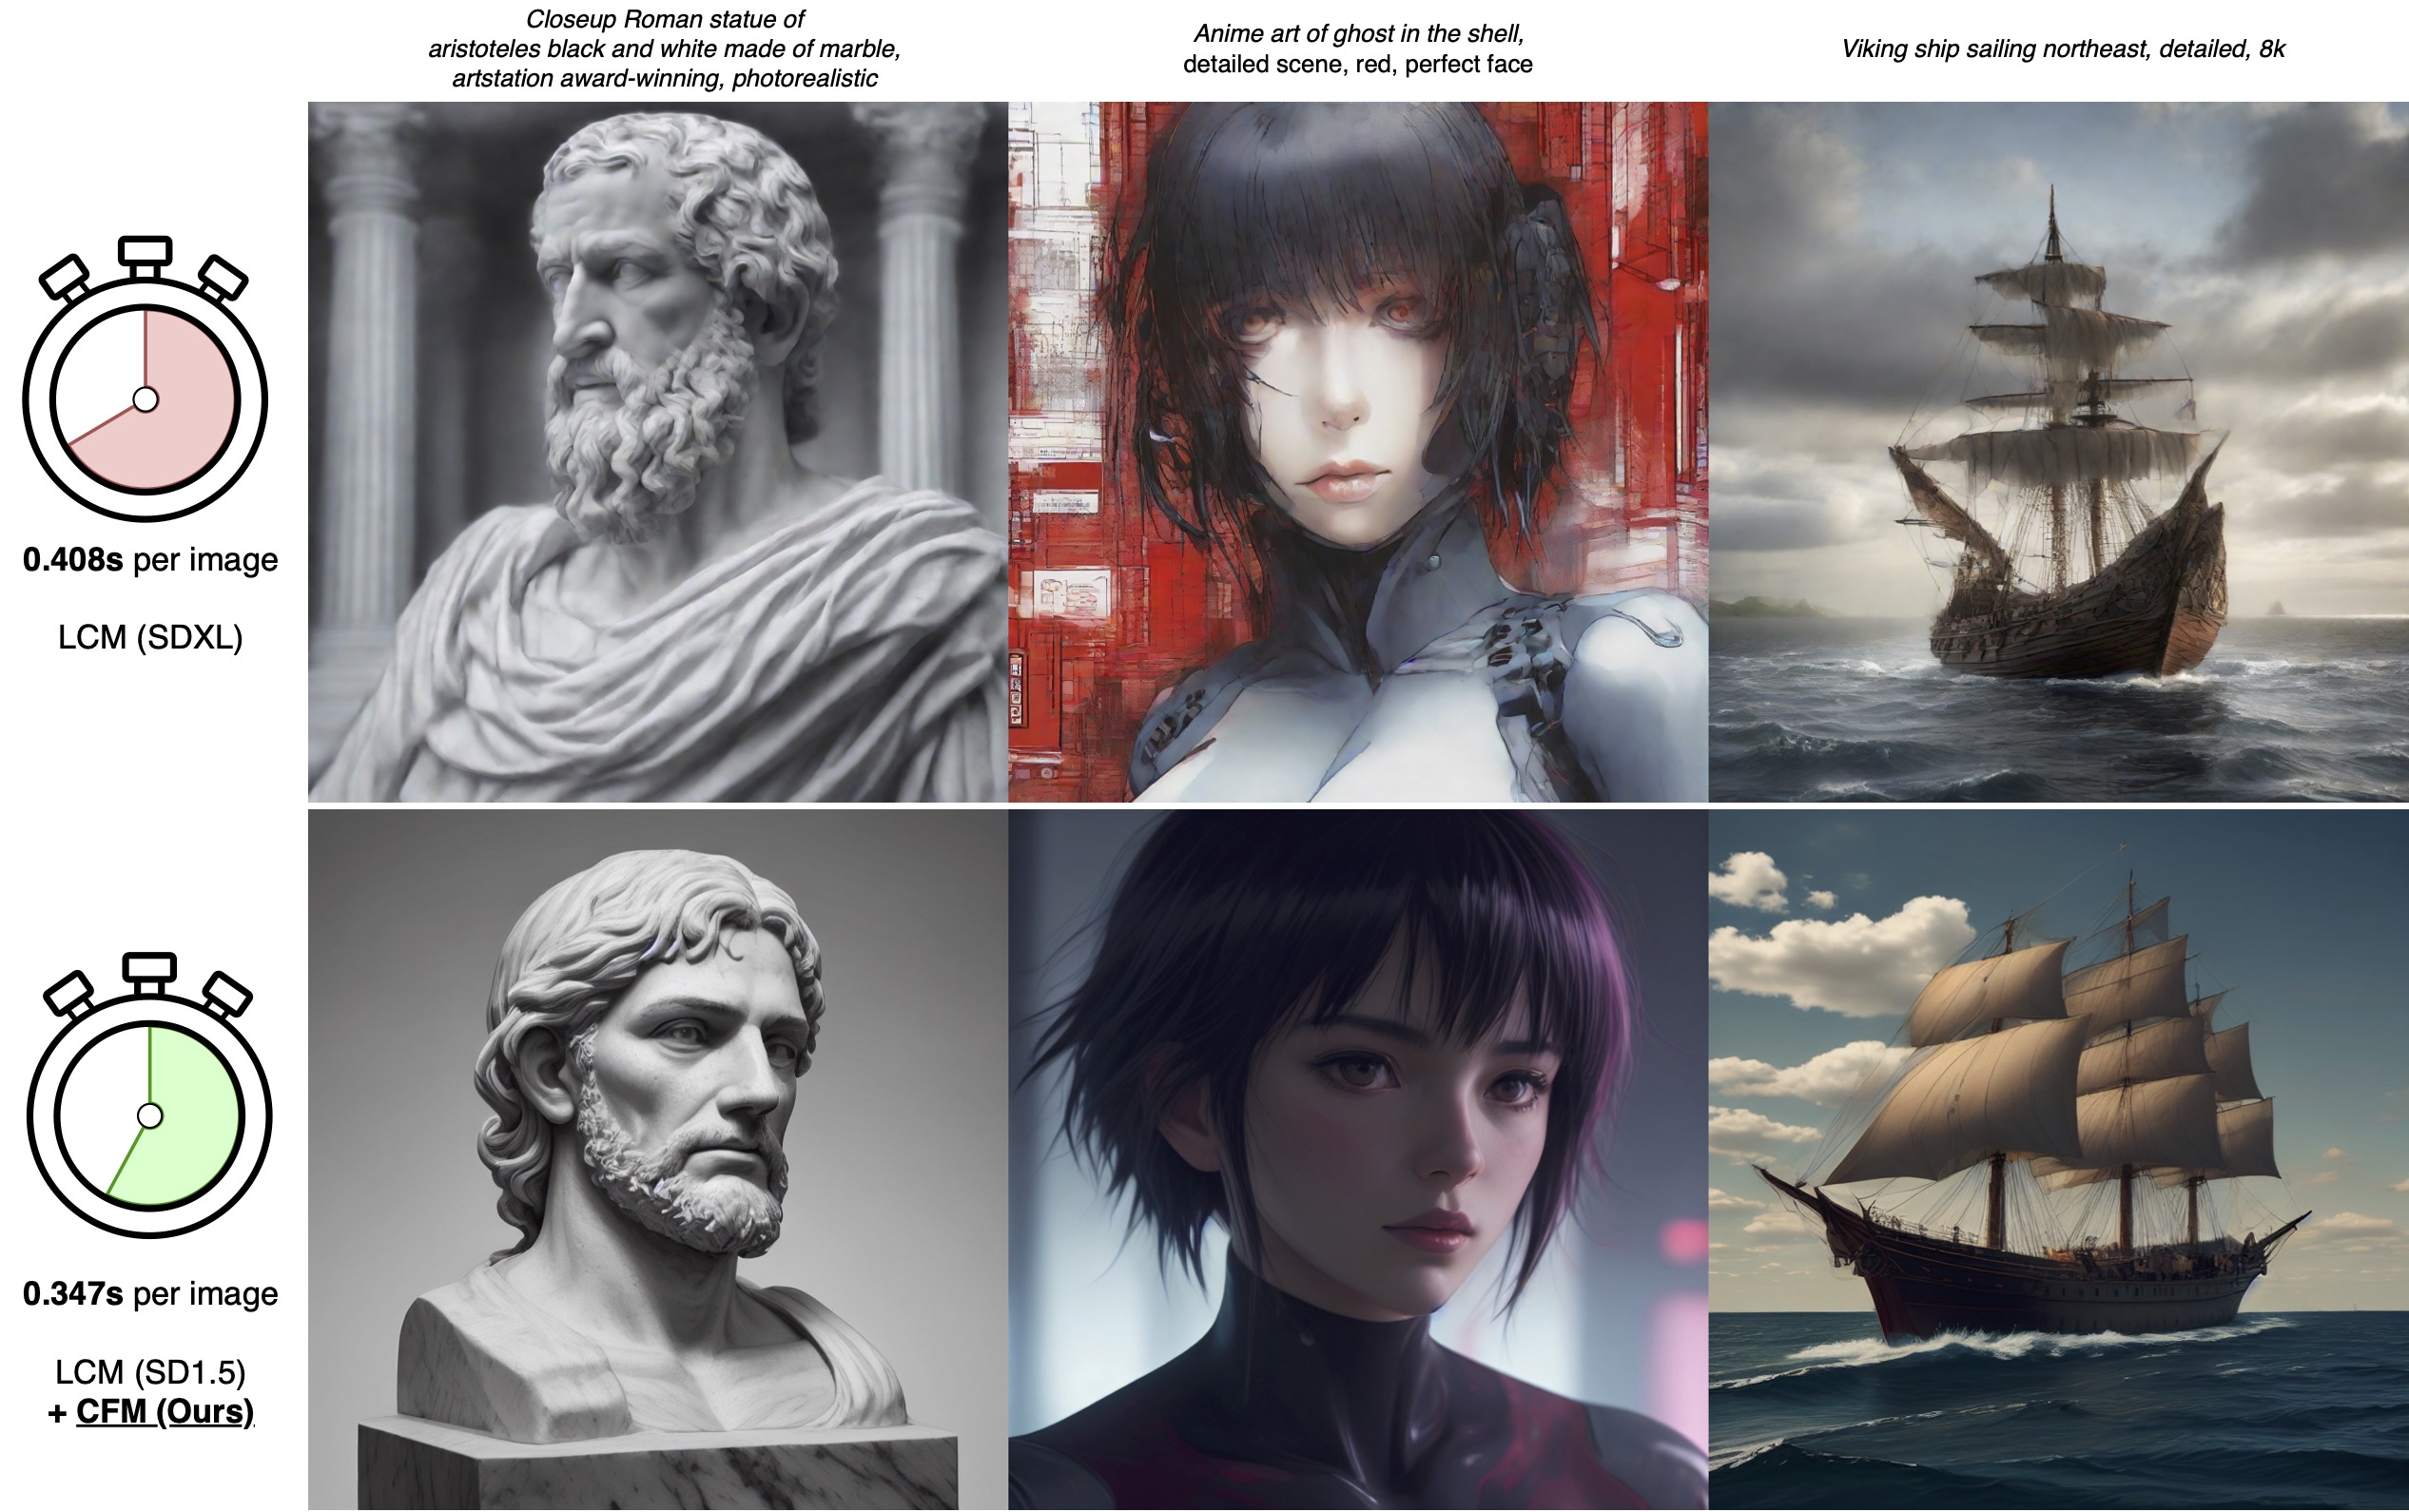 Closeup Roman statue of
aristoteles black and white made of marble,
artstation award-winning, photorealistic
Anime art of ghost in the shell,
detailed scene, red, perfect face
Viking ship sailing northeast, detailed, 8k
0.408s per image
LCM (SDXL)
0.347s per image
LCM (SD1.5)
+ CFM (Ours)